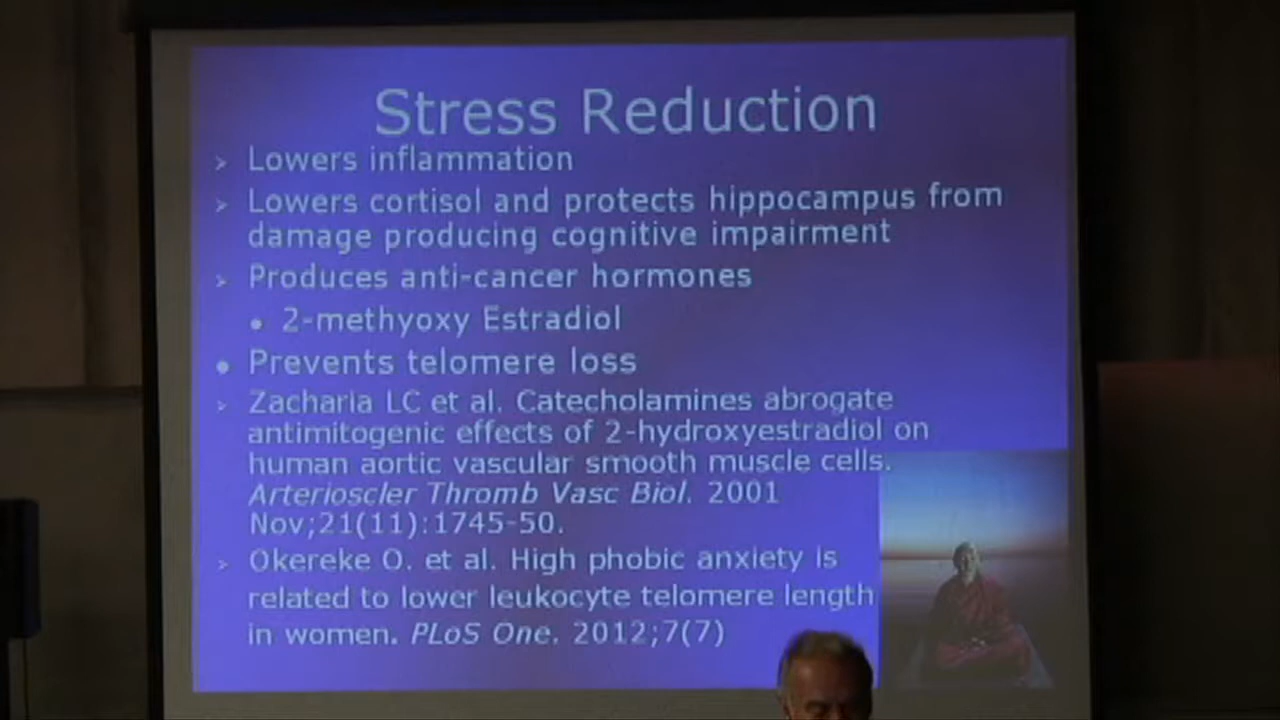 Stress Reduction
Lowers inflammation
Lowers cortisol and protects hippocampus from
damage producing cognitive impairment
Produces anti-cancer hormones
2-methyoxy Estradiol
Prevents telomere loss
Zacharia LC et al. Catecholamines abrogate
antimitogenic effects of 2-hydroxyestradiol on
human aortic vascular smooth muscle cells.
Arterioscler Thromb Vasc Biol. 2001
Nov;21(11):1745-50.
Okereke O. et al. High phobic anxiety is
related to lower leukocyte telomere length
in women. PLoS One. 2012;7(7)